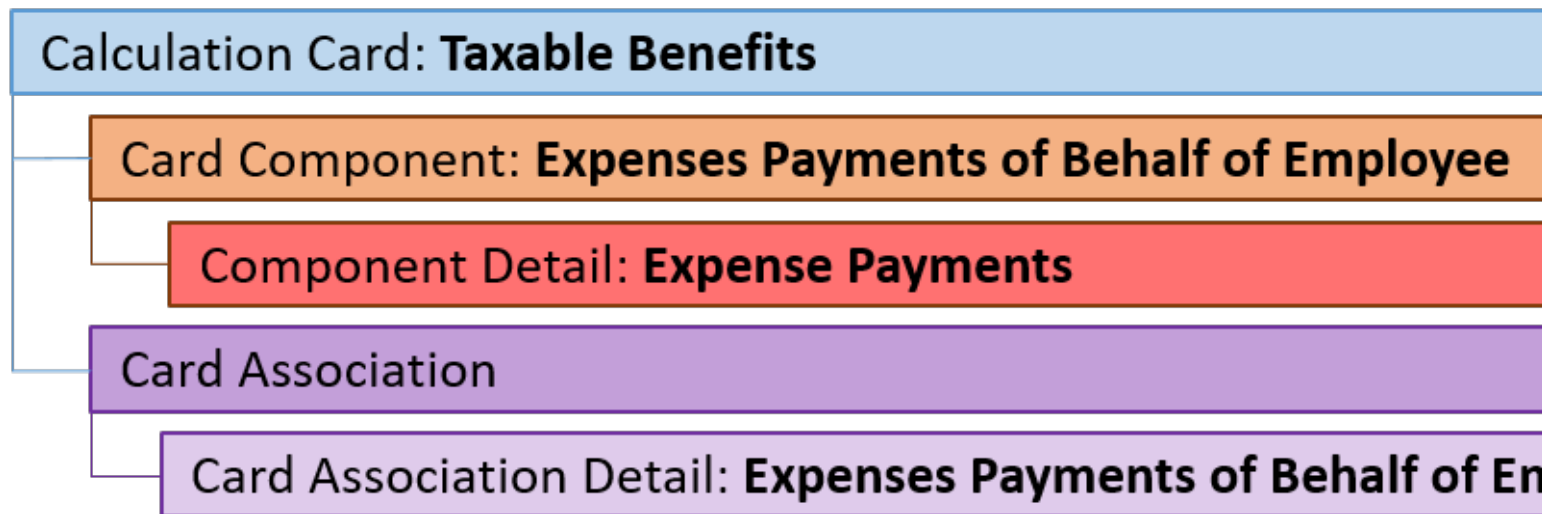 Calculation Card: Taxable Benefits
Card Component: Expenses Payments of Behalf of Employee
Component Detail: Expense Payments
Card Association
Card Association Detail: Expenses Payments of Behalf of